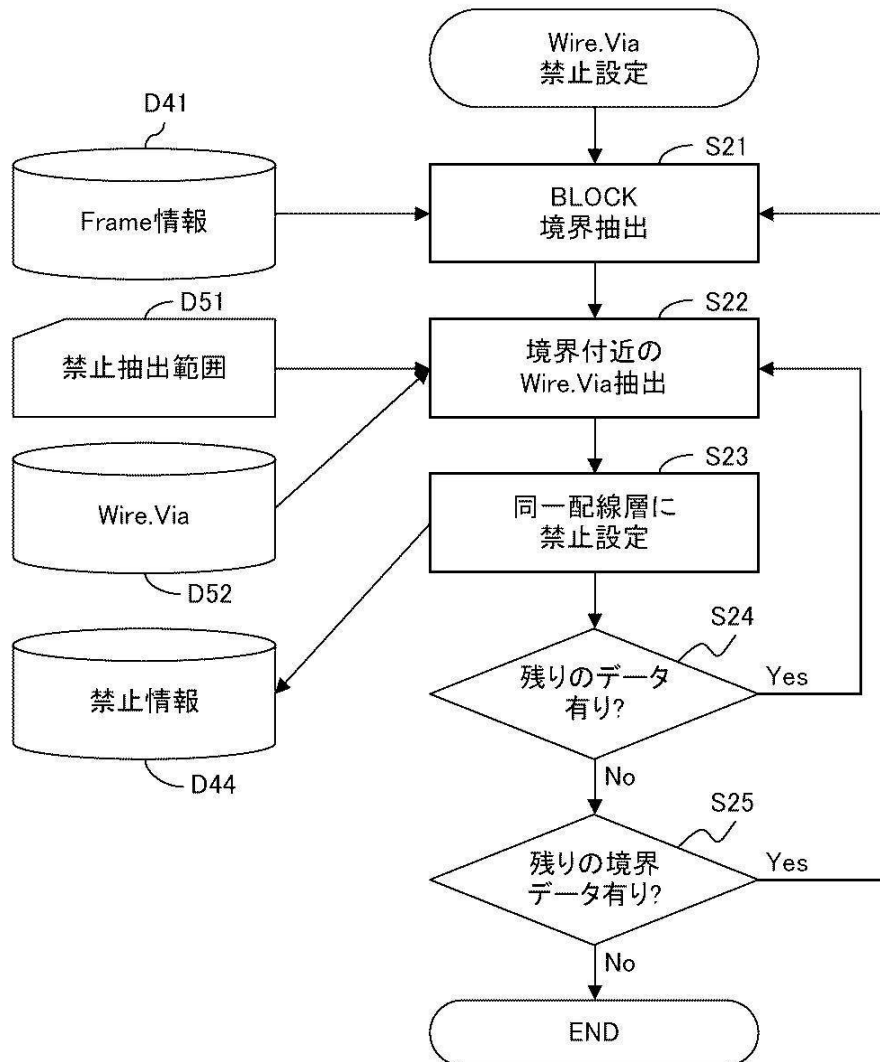 Wire.Via
禁止設定
D41
S21
Frame情報
BLOCK
境界抽出
D51
S22
禁止抽出範囲
境界付近の
Wire.Via抽出
S23
Wire.Via
同一配線層に
禁止設定
D52
S24
禁止情報
残りのデータ
有り?
Yes
D44
No
S25
残りの境界
データ有り?
Yes
No
END